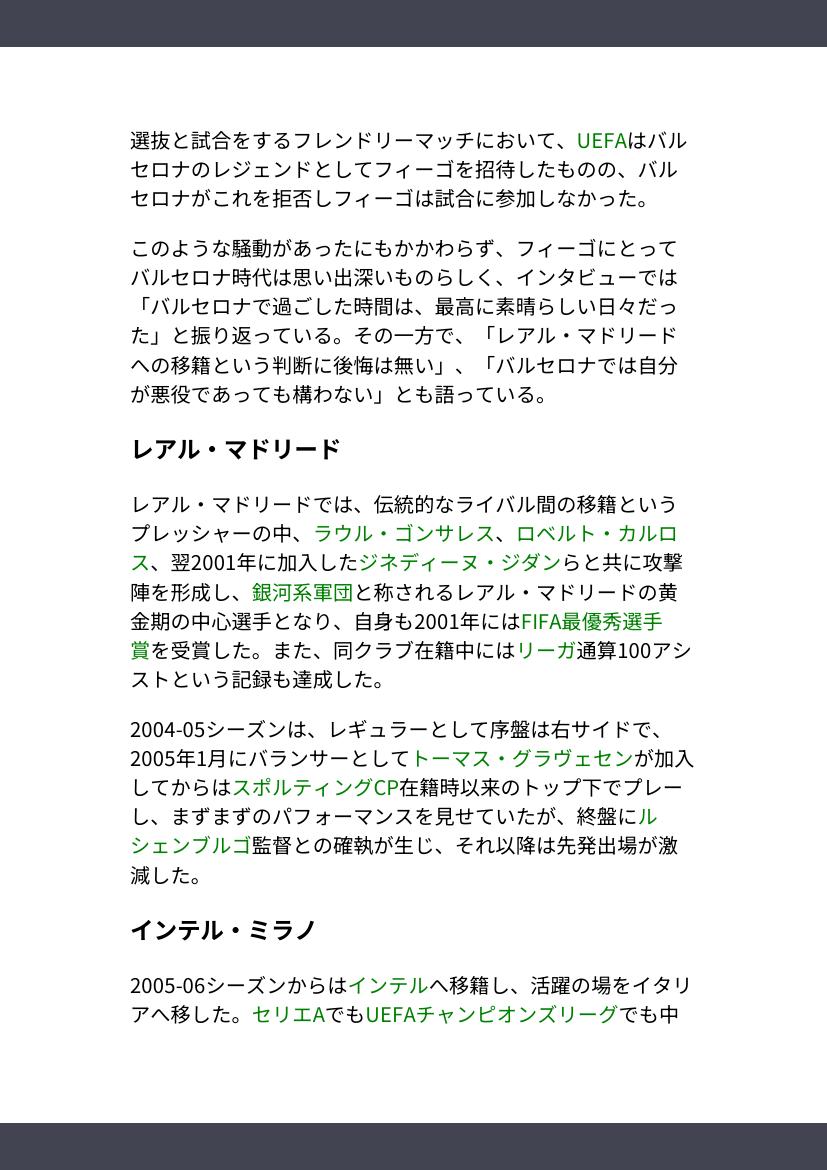 選抜と試合をするフレンドリーマッチにおいて、UEFAはバル
セロナのレジェンドとしてフィーゴを招待したものの、バル
セロナがこれを拒否しフィーゴは試合に参加しなかった。
このような騒動があったにもかかわらず、フィーゴにとって
バルセロナ時代は思い出深いものらしく、インタビューでは
「バルセロナで過ごした時間は、最高に素晴らしい日々だっ
た」と振り返っている。その一方で、「レアル・マドリード
への移籍という判断に後悔は無い」、「バルセロナでは自分
が悪役であっても構わない」とも語っている。
レアル・マドリード
レアル・マドリードでは、伝統的なライバル間の移籍という
プレッシャーの中、ラウル・ゴンサレス、ロベルト・カルロ
ス、翌2001年に加入したジネディーヌ・ジダンらと共に攻撃
陣を形成し、銀河系軍団と称されるレアル・マドリードの黄
金期の中心選手となり、自身も2001年にはFIFA最優秀選手
賞を受賞した。また、同クラブ在籍中にはリーガ通算100アシ
ストという記録も達成した。
2004-05シーズンは、レギュラーとして序盤は右サイドで、
2005年1月にバランサーとしてトーマス・グラヴェセンが加入
してからはスポルティングCP在籍時以来のトップ下でプレー
し、まずまずのパフォーマンスを見せていたが、終盤にル
シェンブルゴ監督との確執が生じ、それ以降は先発出場が激
減した。
インテル・ミラノ
2005-06シーズンからはインテルへ移籍し、活躍の場をイタリ
アへ移した。セリエAでもUEFAチャンピオンズリーグでも中